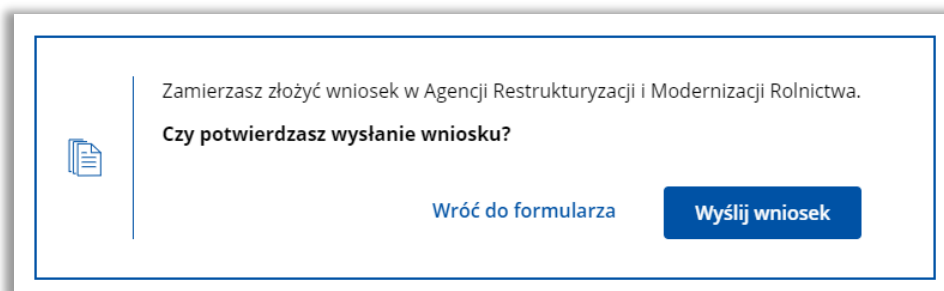 Zamierzasz złożyć wniosek w Agencji Restrukturyzacji i Modernizacji Rolnictwa.
Czy potwierdzasz wysłanie wniosku?
Wróć do formularza
Wyślij wniosek